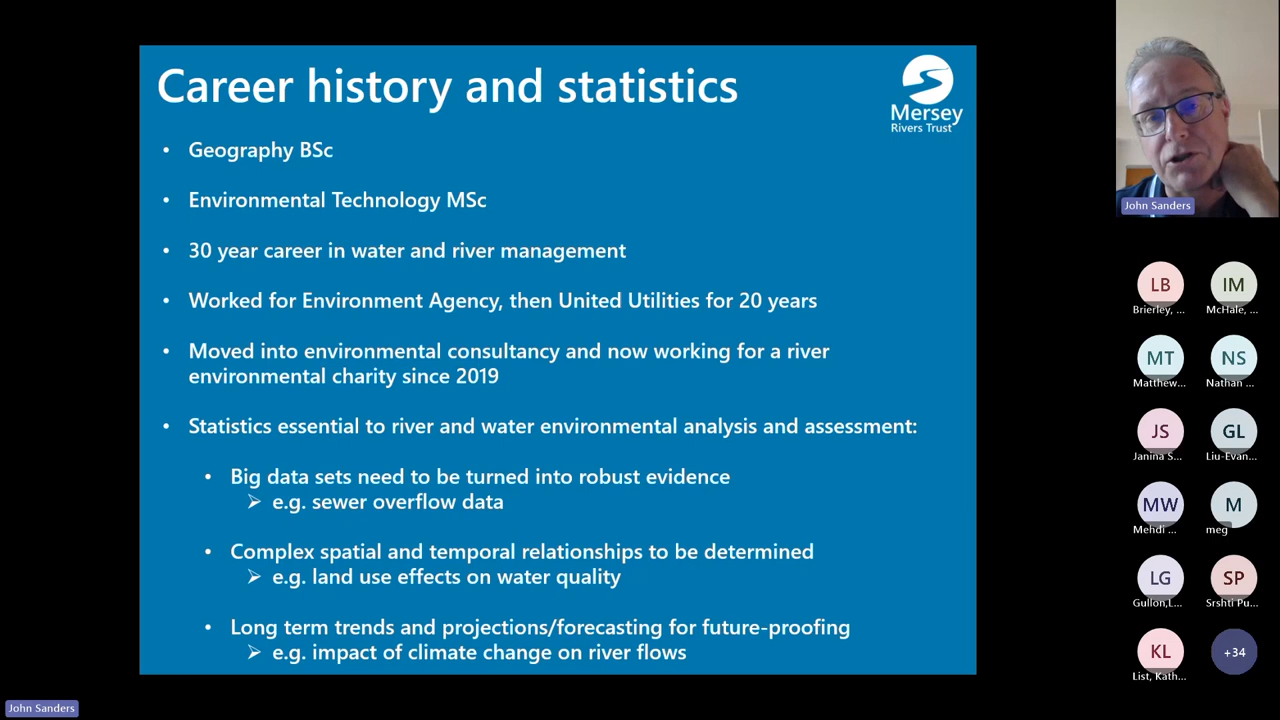 Career history and statistics
Mersey
Rivers Trust
• Geography BSc
• Environmental Technology MSc
• 30 year career in water and river management
• Worked for Environment Agency, then United Utilities for 20 years
• Moved into environmental consultancy and now working for a river
environmental charity since 2019
• Statistics essential to river and water environmental analysis and assessment:
• Big data sets need to be turned into robust evidence
➢ e.g. sewer overflow data
• Complex spatial and temporal relationships to be determined
➢ e.g. land use effects on water quality
• Long term trends and projections/forecasting for future-proofing
➢ e.g. impact of climate change on river flows
John Sanders
LB IM
Brierley, ... McHale, ...
MT NS
Matthew... Nathan ...
JS GL
Janina S... Liu-Evan...
MW M
Mehdi ... meg
LG SP
Gullon,L... Srshti Pu...
KL +34
List, Kath...
John Sanders